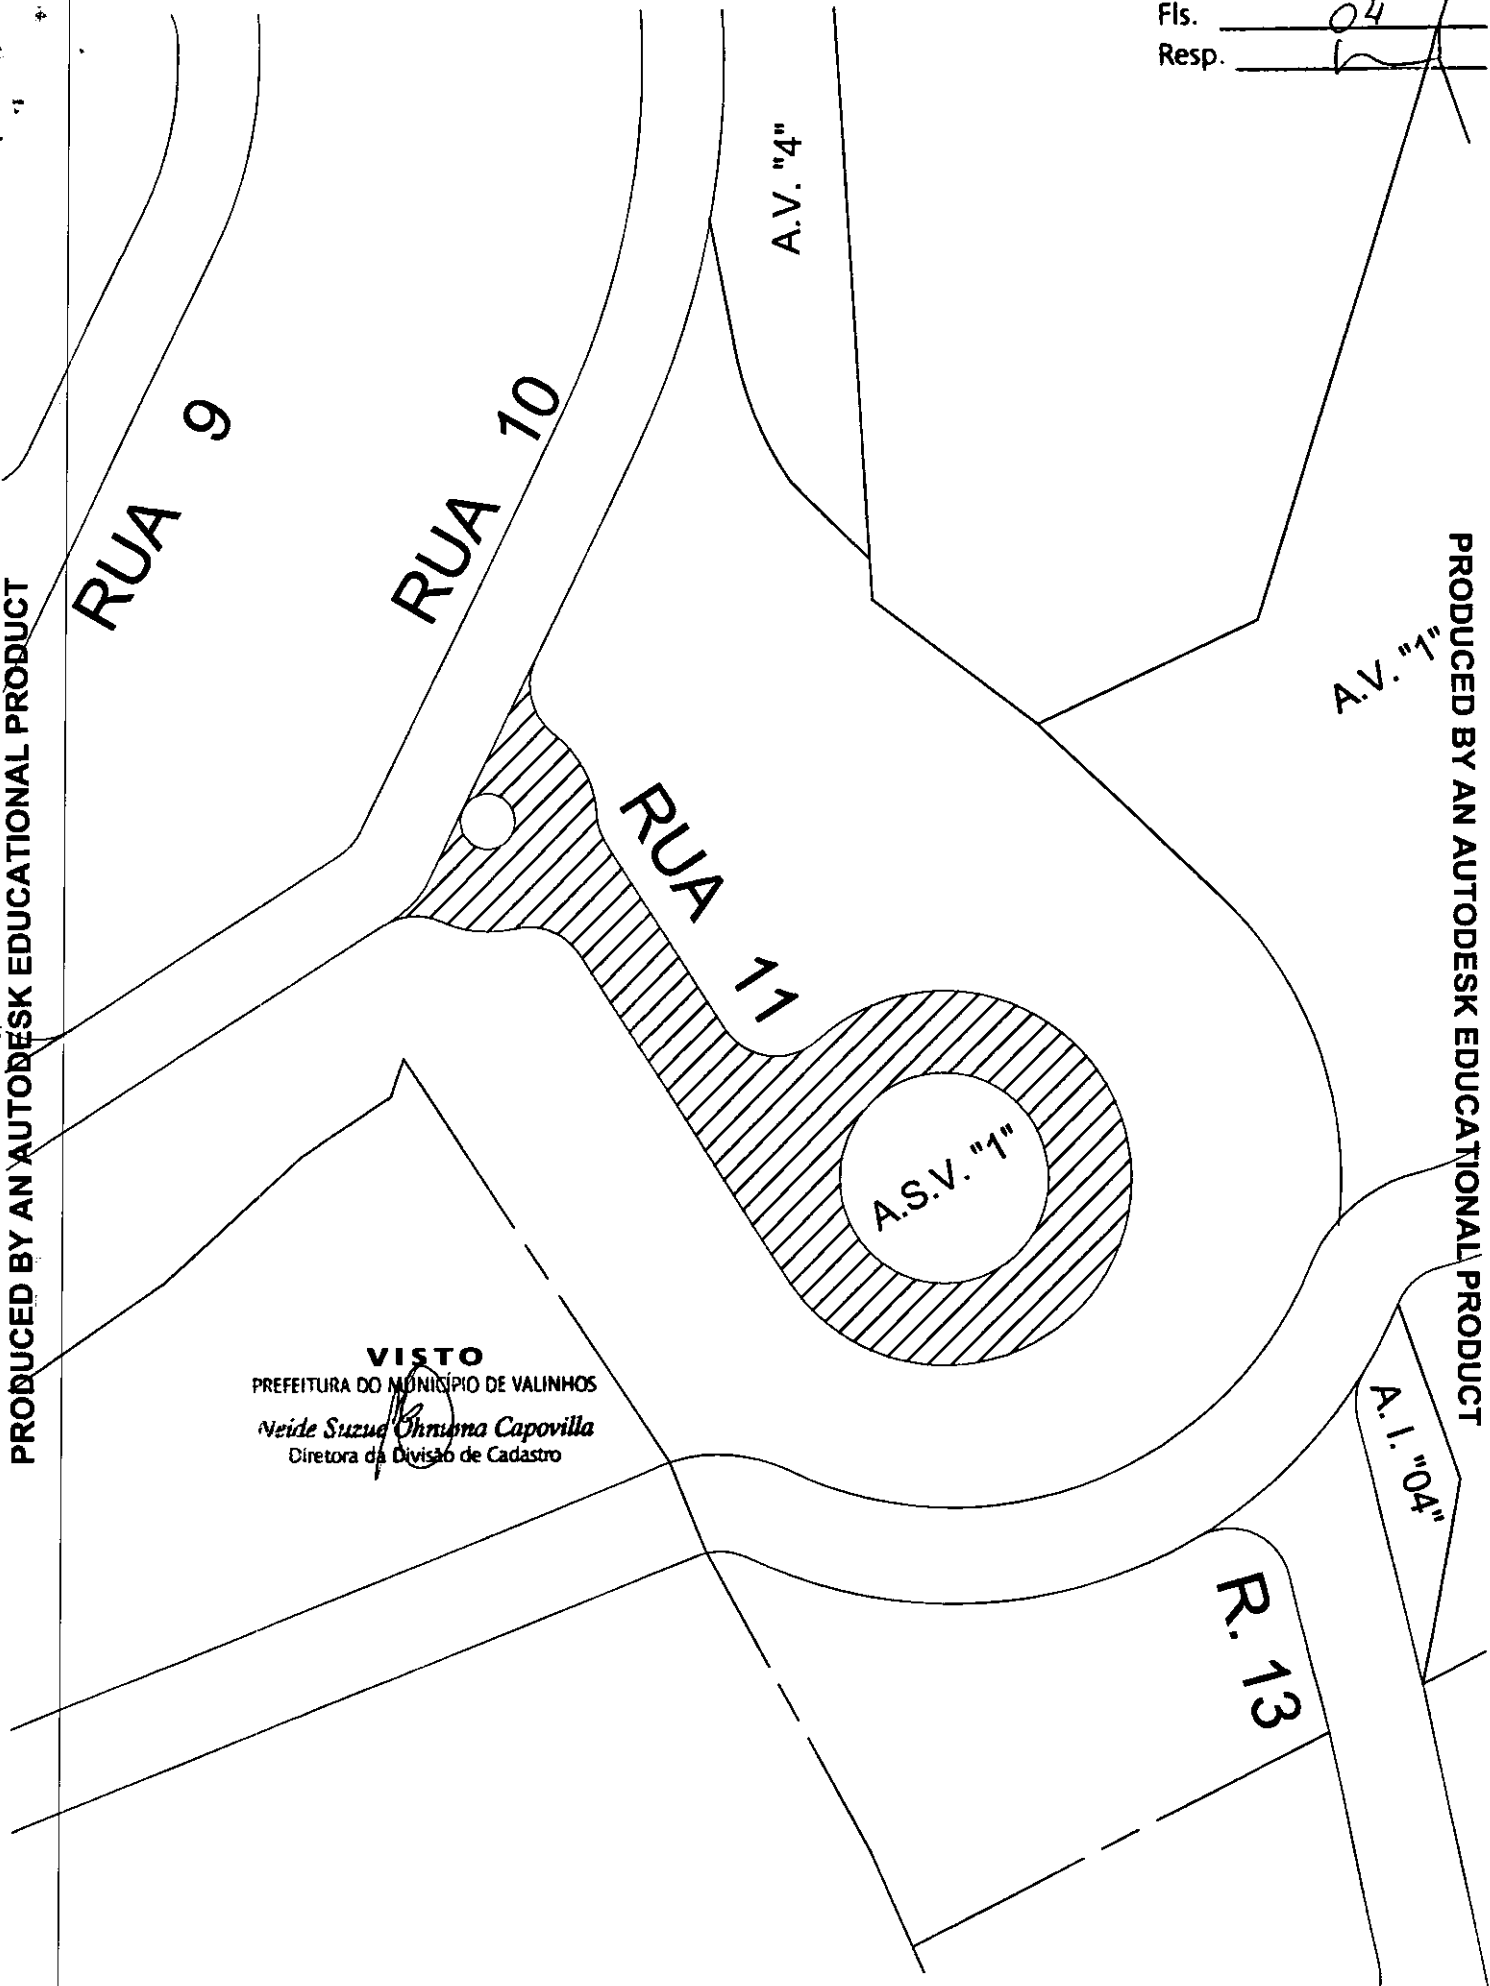 Fls. 04
Resp.
A.V. "4"
RUA 9
RUA 10
A.V. "1"
RUA 11
A.S.V. "1"
VISTO
PREFEITURA DO MUNICÍPIO DE VALINHOS
Neide Suzue Ohnuma Capovilla
Diretora da Divisão de Cadastro
A. I. "04"
R. 13
PRODUCED BY AN AUTODESK EDUCATIONAL PRODUCT
PRODUCED BY AN AUTODESK EDUCATIONAL PRODUCT